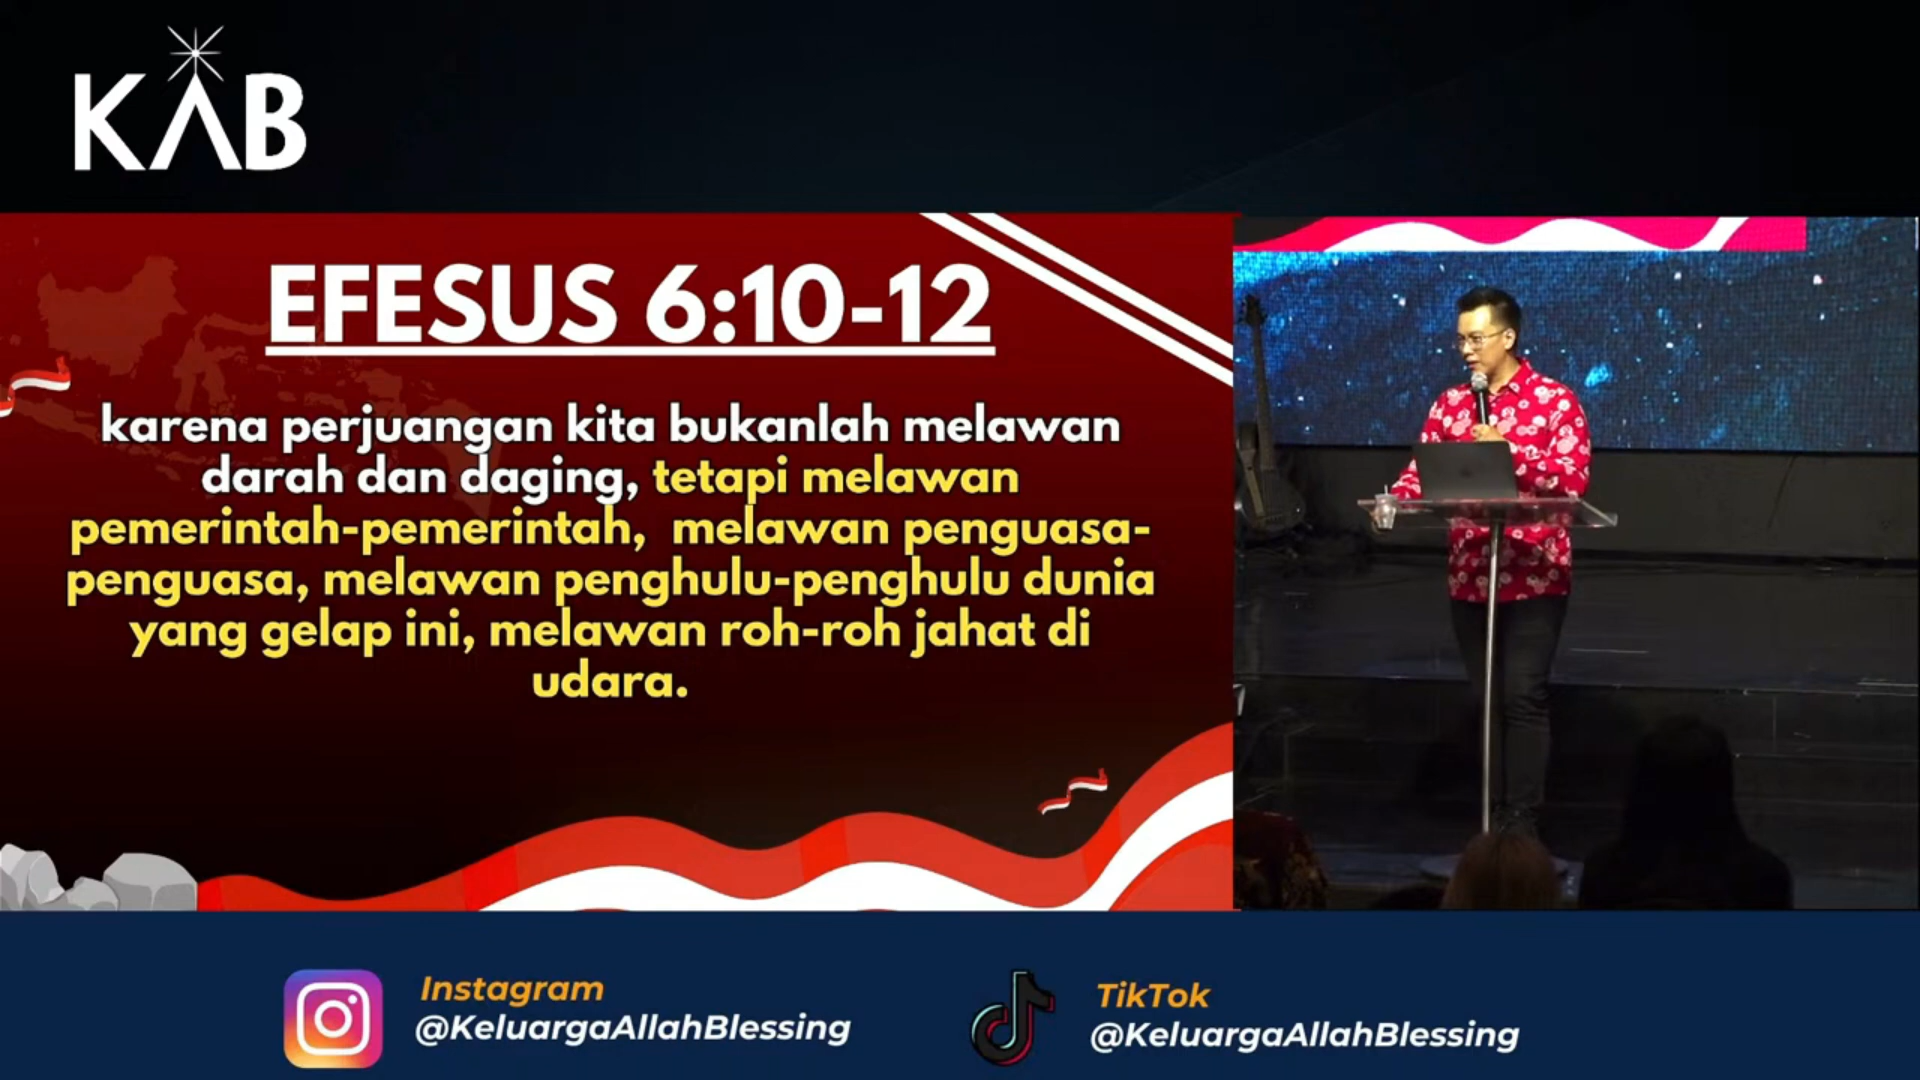 KAB
EFESUS 6:10-12
karena perjuangan kita bukanlah melawan
darah dan daging, tetapi melawan
pemerintah-pemerintah, melawan penguasa-
penguasa, melawan penghulu-penghulu dunia
yang gelap ini, melawan roh-roh jahat di
udara.
Instagram
@KeluargaAllahBlessing
TikTok
@KeluargaAllahBlessing